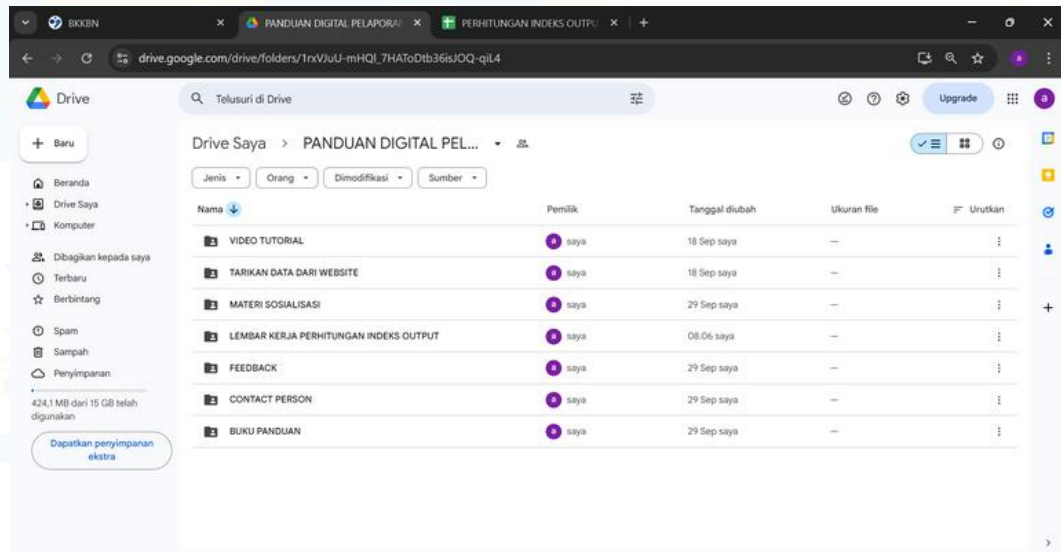 BKKBN
PANDUAN DIGITAL PELAPORA
PERHITUNGAN INDEKS OUTPU
drive.google.com/drive/folders/1rxVJuU-mHQI_7HAToDtb36isJOQ-qiL4
a
Drive
Telusuri di Drive
Upgrade
a
Baru
Drive Saya > PANDUAN DIGITAL PEL...
Beranda
Drive Saya
Komputer
Dibagikan kepada saya
Terbaru
Berbintang
Spam
Sampah
Penyimpanan
424,1 MB dari 15 GB telah
digunakan
Dapatkan penyimpanan
ekstra
Jenis Orang Dimodifikasi Sumber
Nama Pemilik Tanggal diubah Ukuran file Urutkan
VIDEO TUTORIAL a saya 18 Sep saya —
TARIKAN DATA DARI WEBSITE a saya 18 Sep saya —
MATERI SOSIALISASI a saya 29 Sep saya —
LEMBAR KERJA PERHITUNGAN INDEKS OUTPUT a saya 08.06 saya —
FEEDBACK a saya 29 Sep saya —
CONTACT PERSON a saya 29 Sep saya —
BUKU PANDUAN a saya 29 Sep saya —